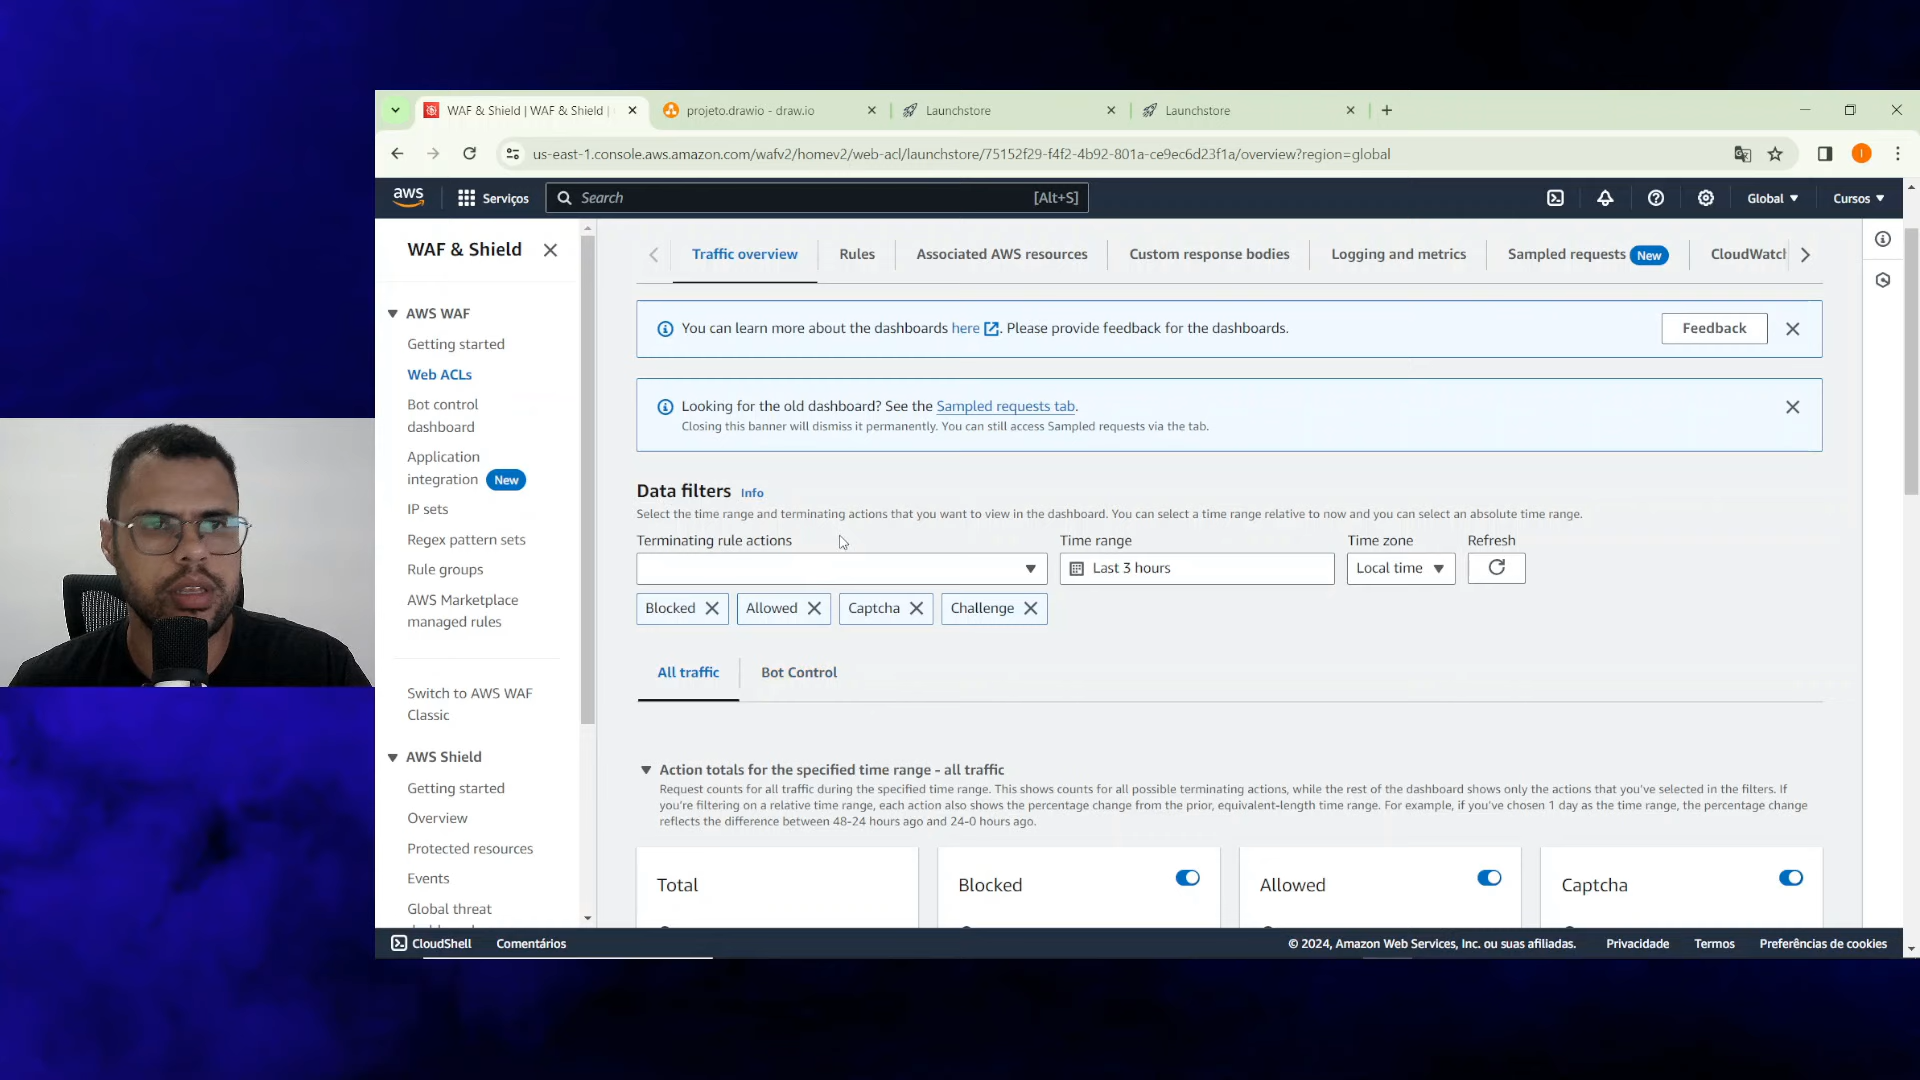 WAF & Shield | WAF & Shield |
projeto.drawio - draw.io
Launchstore
Launchstore
us-east-1.console.aws.amazon.com/wafv2/homev2/web-acl/launchstore/75152f29-f4f2-4b92-801a-ce9ec6d23f1a/overview?region=global
aws
Serviços
Search
[Alt+S]
Global
Cursos
WAF & Shield
AWS WAF
Getting started
Web ACLs
Bot control
dashboard
Application
integration New
IP sets
Regex pattern sets
Rule groups
AWS Marketplace
managed rules
Switch to AWS WAF
Classic
AWS Shield
Getting started
Overview
Protected resources
Events
Global threat
Traffic overview
Rules
Associated AWS resources
Custom response bodies
Logging and metrics
Sampled requests New
CloudWatch
You can learn more about the dashboards here. Please provide feedback for the dashboards.
Feedback
Looking for the old dashboard? See the Sampled requests tab.
Closing this banner will dismiss it permanently. You can still access Sampled requests via the tab.
Data filters Info
Select the time range and terminating actions that you want to view in the dashboard. You can select a time range relative to now and you can select an absolute time range.
Terminating rule actions
Time range
Time zone
Refresh
Last 3 hours
Local time
Blocked
Allowed
Captcha
Challenge
All traffic
Bot Control
Action totals for the specified time range - all traffic
Request counts for all traffic during the specified time range. This shows counts for all possible terminating actions, while the rest of the dashboard shows only the actions that you've selected in the filters. If
you're filtering on a relative time range, each action also shows the percentage change from the prior, equivalent-length time range. For example, if you've chosen 1 day as the time range, the percentage change
reflects the difference between 48-24 hours ago and 24-0 hours ago.
Total
Blocked
Allowed
Captcha
CloudShell
Comentários
© 2024, Amazon Web Services, Inc. ou suas afiliadas.
Privacidade
Termos
Preferências de cookies